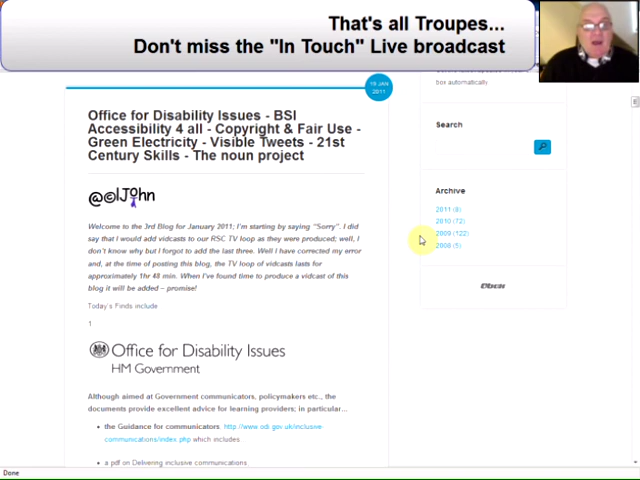 That's all Troupes...
Don't miss the "In Touch" Live broadcast
box automatically
19 JAN
2011
Search
Office for Disability Issues - BSI
Accessibility 4 all - Copyright & Fair Use -
Green Electricity - Visible Tweets - 21st
Century Skills - The noun project
Archive
@olJohn
2011 (8)
2010 (72)
2009 (122)
2008 (5)
Welcome to the 3rd Blog for January 2011; I'm starting by saying "Sorry". I did
say that I would add vidcasts to our RSC TV loop as they were produced; well, I
don't know why but I forgot to add the last three. Well I have corrected my error
and, at the time of posting this blog, the TV loop of vidcasts lasts for
approximately 1hr 48 min. When I've found time to produce a vidcast of this
blog it will be added – promise!
Today's Finds include
1
Office for Disability Issues
HM Government
Although aimed at Government communicators, policymakers etc., the
documents provide excellent advice for learning providers; in particular...
• the Guidance for communicators. http://www.odi.gov.uk/inclusive
communications/index.php which includes
• a pdf on Delivering inclusive communications.
Done